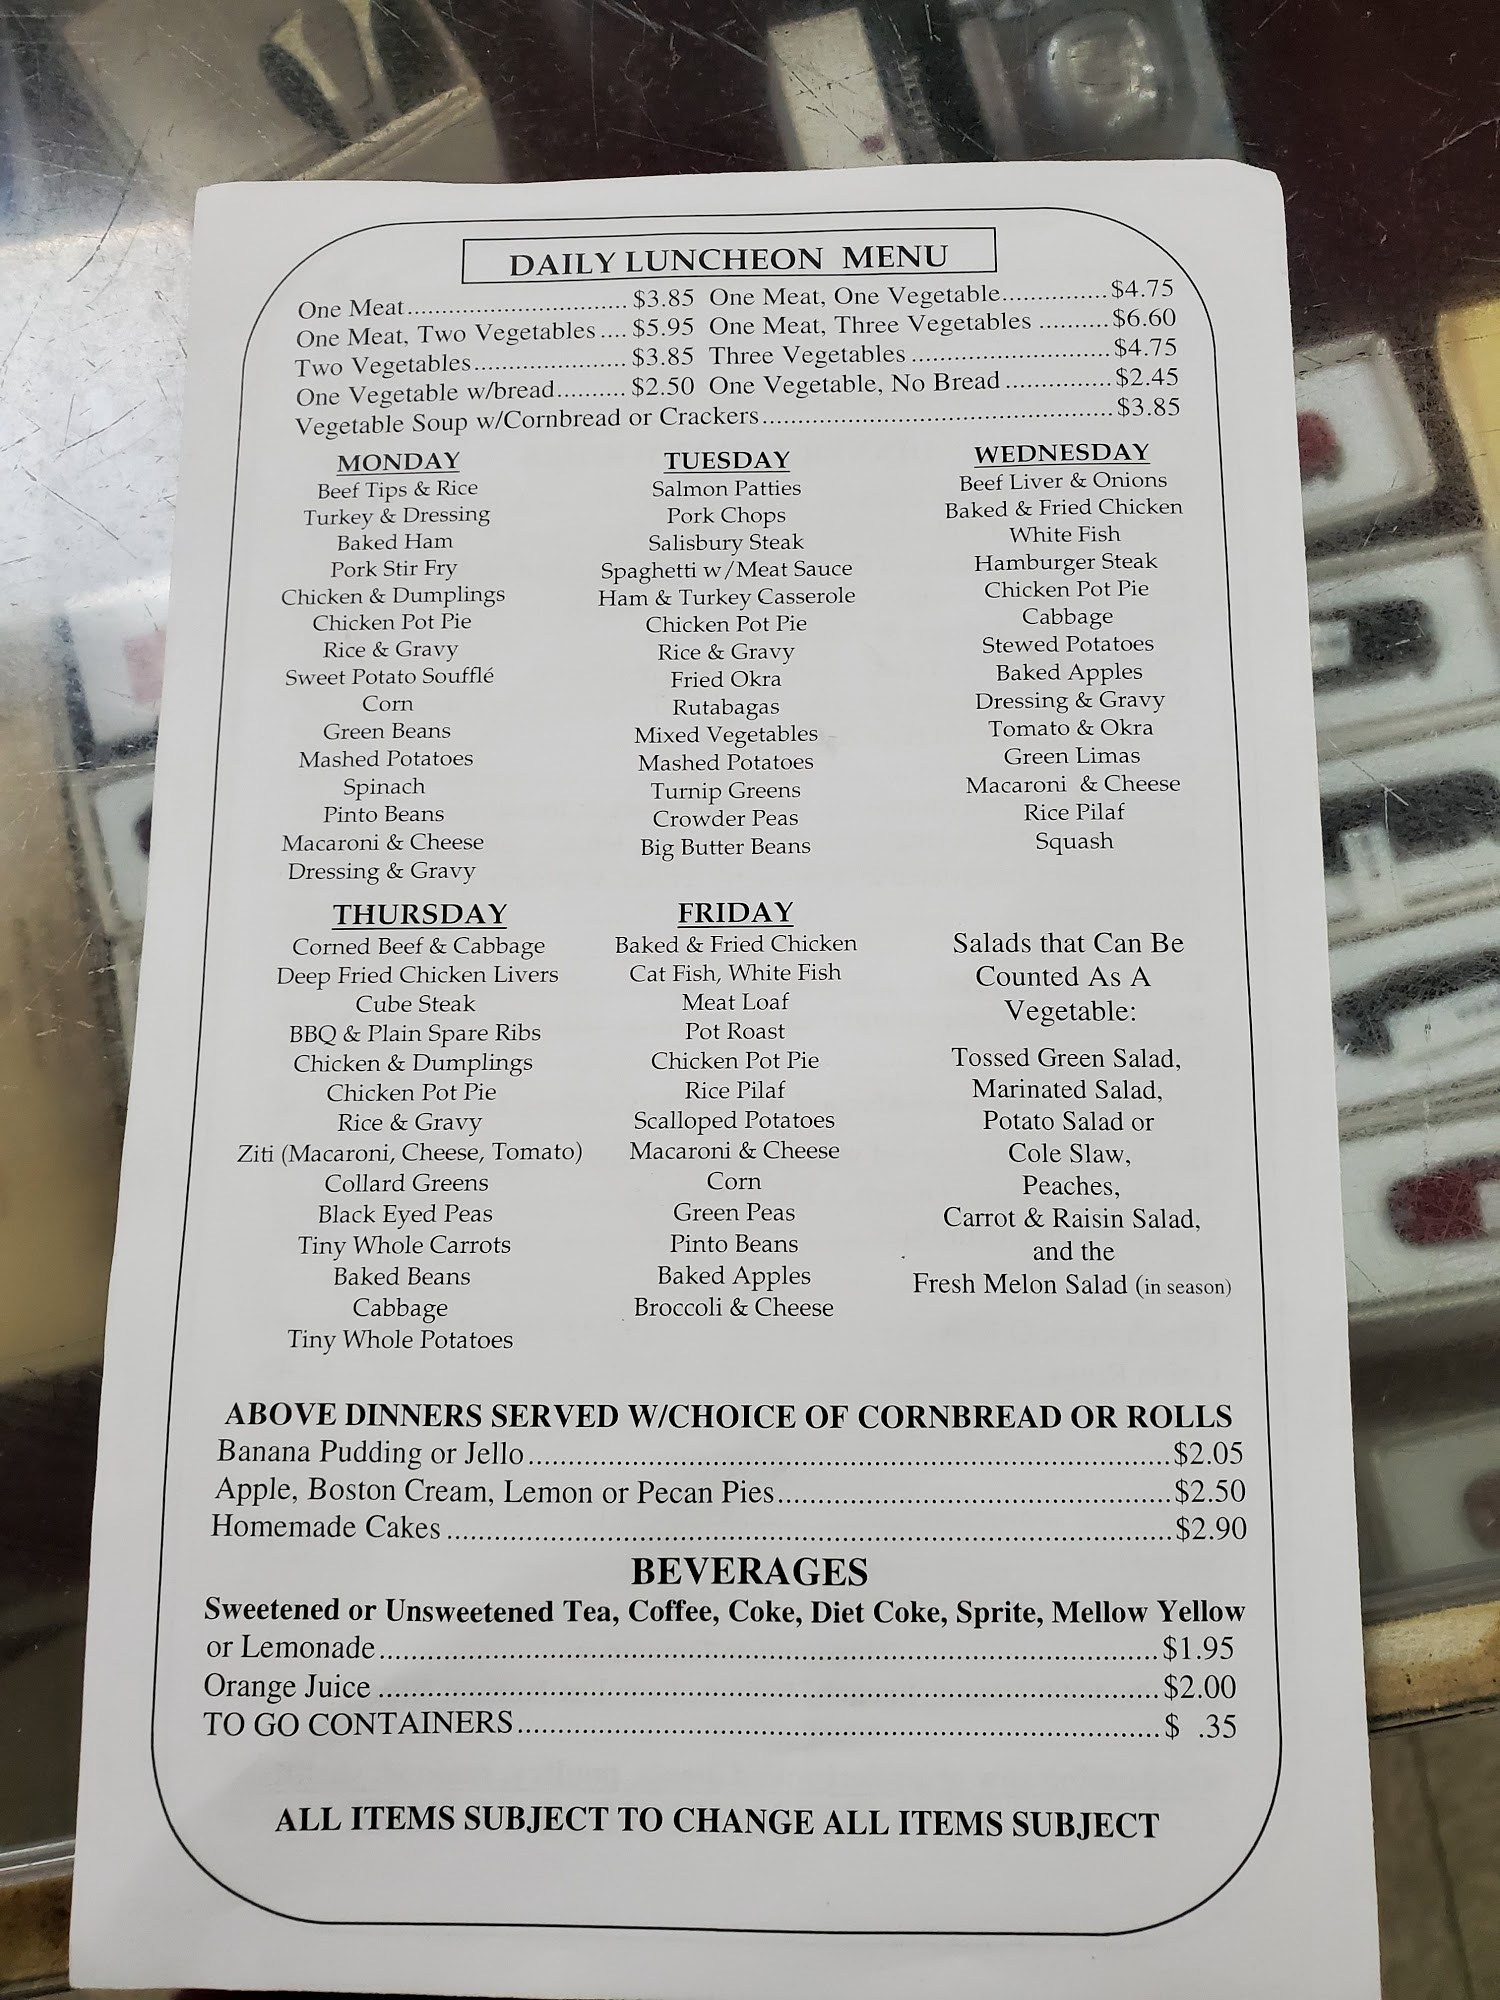 DAILY LUNCHEON MENU
One Meat............................... $3.85 One Meat, One Vegetable............... $4.75
One Meat, Two Vegetables .... $5.95 One Meat, Three Vegetables .......... $6.60
Two Vegetables...................... $3.85 Three Vegetables ............................ $4.75
One Vegetable w/bread.......... $2.50 One Vegetable, No Bread ............... $2.45
Vegetable Soup w/Cornbread or Crackers.................................................. $3.85
MONDAY
Beef Tips & Rice
Turkey & Dressing
Baked Ham
Pork Stir Fry
Chicken & Dumplings
Chicken Pot Pie
Rice & Gravy
Sweet Potato Soufflé
Corn
Green Beans
Mashed Potatoes
Spinach
Pinto Beans
Macaroni & Cheese
Dressing & Gravy
TUESDAY
Salmon Patties
Pork Chops
Salisbury Steak
Spaghetti w/Meat Sauce
Ham & Turkey Casserole
Chicken Pot Pie
Rice & Gravy
Fried Okra
Rutabagas
Mixed Vegetables
Mashed Potatoes
Turnip Greens
Crowder Peas
Big Butter Beans
WEDNESDAY
Beef Liver & Onions
Baked & Fried Chicken
White Fish
Hamburger Steak
Chicken Pot Pie
Cabbage
Stewed Potatoes
Baked Apples
Dressing & Gravy
Tomato & Okra
Green Limas
Macaroni & Cheese
Rice Pilaf
Squash
THURSDAY
Corned Beef & Cabbage
Deep Fried Chicken Livers
Cube Steak
BBQ & Plain Spare Ribs
Chicken & Dumplings
Chicken Pot Pie
Rice & Gravy
Ziti (Macaroni, Cheese, Tomato)
Collard Greens
Black Eyed Peas
Tiny Whole Carrots
Baked Beans
Cabbage
Tiny Whole Potatoes
FRIDAY
Baked & Fried Chicken
Cat Fish, White Fish
Meat Loaf
Pot Roast
Chicken Pot Pie
Rice Pilaf
Scalloped Potatoes
Macaroni & Cheese
Corn
Green Peas
Pinto Beans
Baked Apples
Broccoli & Cheese
Salads that Can Be
Counted As A
Vegetable:
Tossed Green Salad,
Marinated Salad,
Potato Salad or
Cole Slaw,
Peaches,
Carrot & Raisin Salad,
and the
Fresh Melon Salad (in season)
ABOVE DINNERS SERVED W/CHOICE OF CORNBREAD OR ROLLS
Banana Pudding or Jello.................................................................................$2.05
Apple, Boston Cream, Lemon or Pecan Pies..................................................$2.50
Homemade Cakes ...........................................................................................$2.90
BEVERAGES
Sweetened or Unsweetened Tea, Coffee, Coke, Diet Coke, Sprite, Mellow Yellow
or Lemonade...................................................................................................$1.95
Orange Juice ...................................................................................................$2.00
TO GO CONTAINERS..................................................................................$ .35
ALL ITEMS SUBJECT TO CHANGE ALL ITEMS SUBJECT